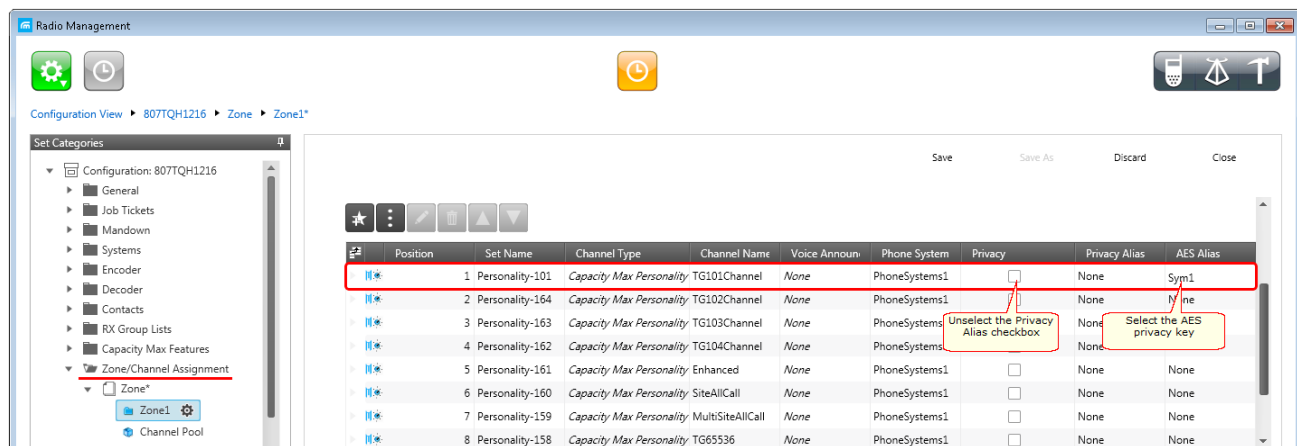 Radio Management
Configuration View ▶ 807TQH1216 ▶ Zone ▶ Zone1*
Set Categories
Configuration: 807TQH1216
General
Job Tickets
Mandown
Systems
Encoder
Decoder
Contacts
RX Group Lists
Capacity Max Features
Zone/Channel Assignment
Zone*
Zone1
Channel Pool
Save Save As Discard Close
Position Set Name Channel Type Channel Name Voice Announ Phone System Privacy Privacy Alias AES Alias
1 Personality-101 Capacity Max Personality TG101Channel None PhoneSystems1 None Sym1
2 Personality-164 Capacity Max Personality TG102Channel None PhoneSystems1 None None
3 Personality-163 Capacity Max Personality TG103Channel None PhoneSystems None
4 Personality-162 Capacity Max Personality TG104Channel None PhoneSystems None
5 Personality-161 Capacity Max Personality Enhanced None PhoneSystems1 None None
6 Personality-160 Capacity Max Personality SiteAllCall None PhoneSystems1 None None
7 Personality-159 Capacity Max Personality MultiSiteAllCall None PhoneSystems1 None None
8 Personality-158 Capacity Max Personality TG65536 None PhoneSystems1 None None
Unselect the Privacy
Alias checkbox
Select the AES
privacy key